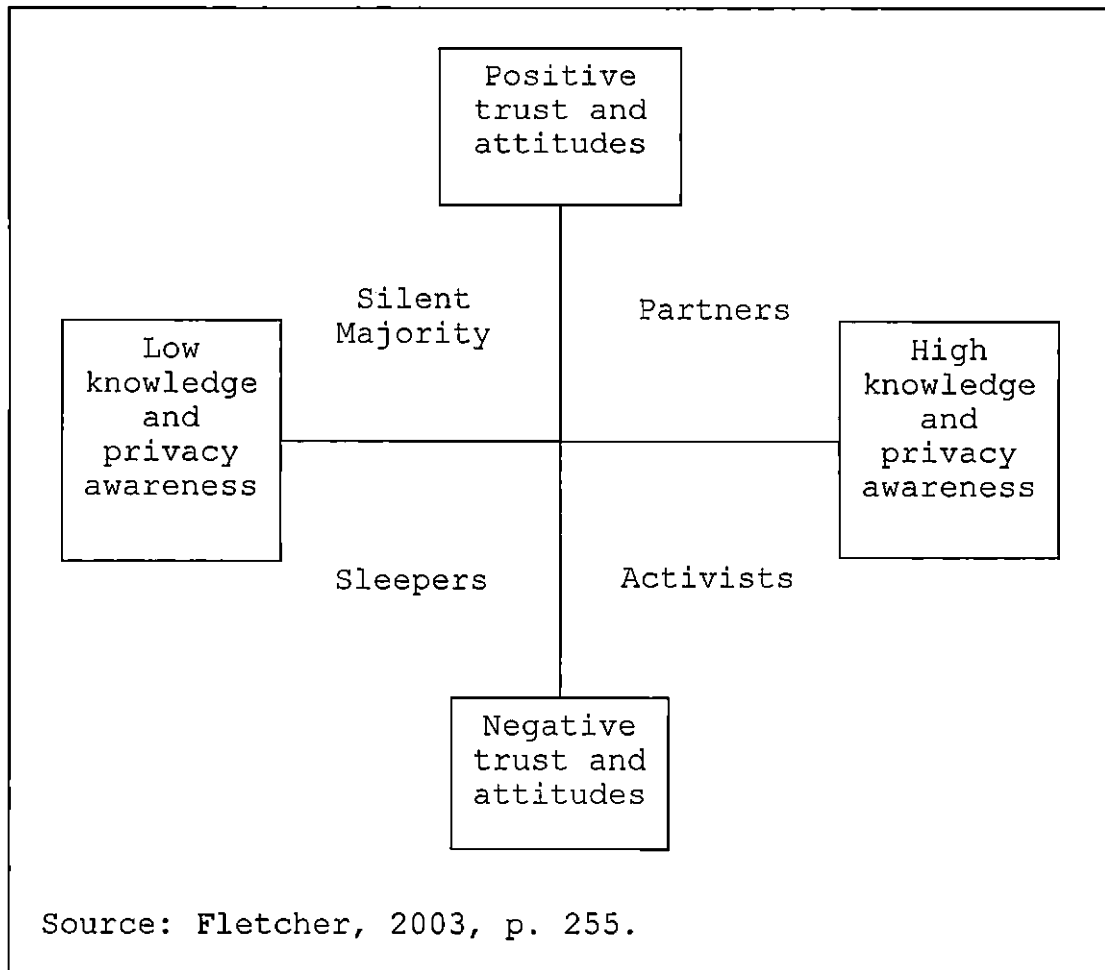 Positive
trust and
attitudes
Silent
Majority
Partners
Low
knowledge
and
privacy
awareness
High
knowledge
and
privacy
awareness
Sleepers
Activists
Negative
trust and
attitudes
Source: Fletcher, 2003, p. 255.